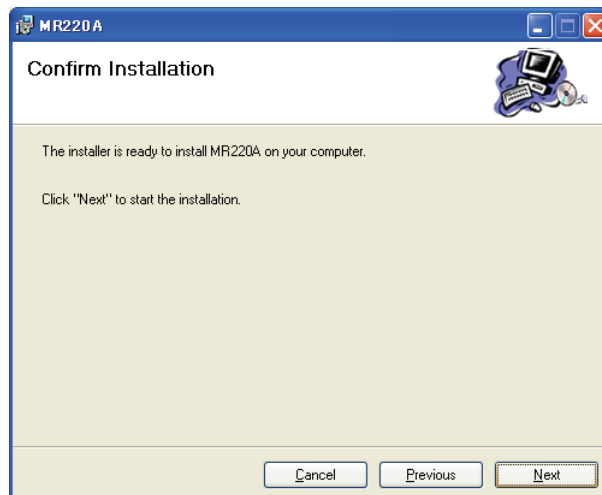 MR220A
Confirm Installation
The installer is ready to install MR220A on your computer.
Click "Next" to start the installation.
Cancel
Previous
Next